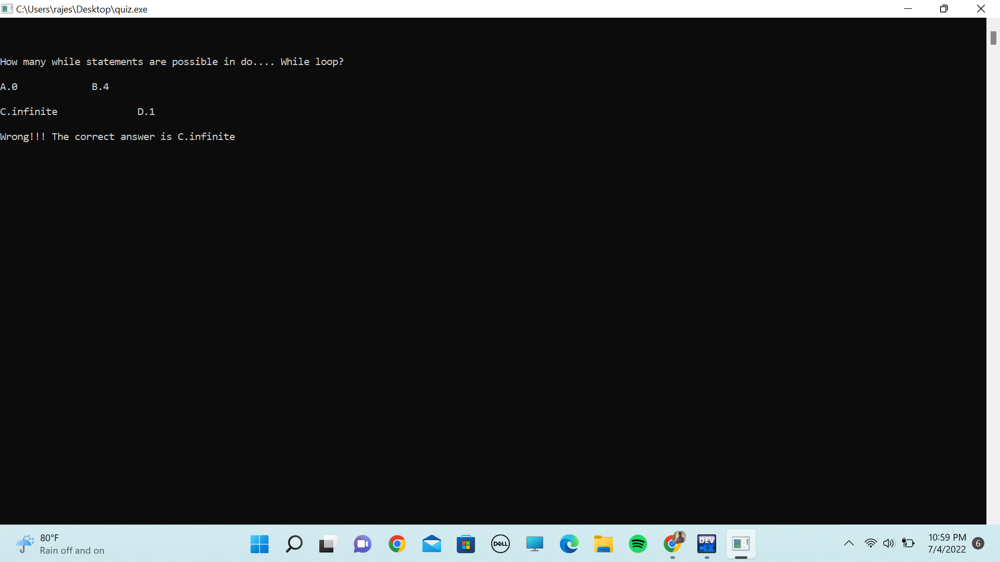 C:\Users\rajes\Desktop\quiz.exe
How many while statements are possible in do.... While loop?
A.0 B.4
C.infinite D.1
Wrong!!! The correct answer is C.infinite
80°F
Rain off and on
DELL
DEV
C++
10:59 PM
7/4/2022
6